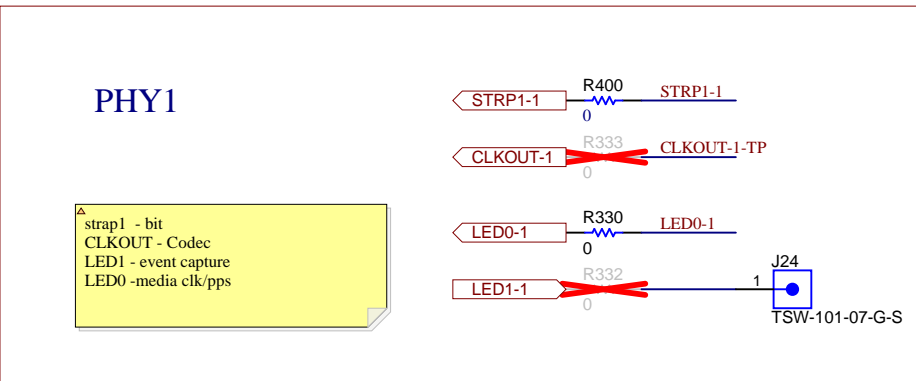 PHY1
R400
STRP1-1
STRP1-1
0
R333
CLKOUT-1-TP
CLKOUT-1
0
strap1 - bit
CLKOUT - Codec
LED1 - event capture
LED0 -media clk/pps
R330
LED0-1
LED0-1
0
R332
J24
LED1-1
1
0
TSW-101-07-G-S